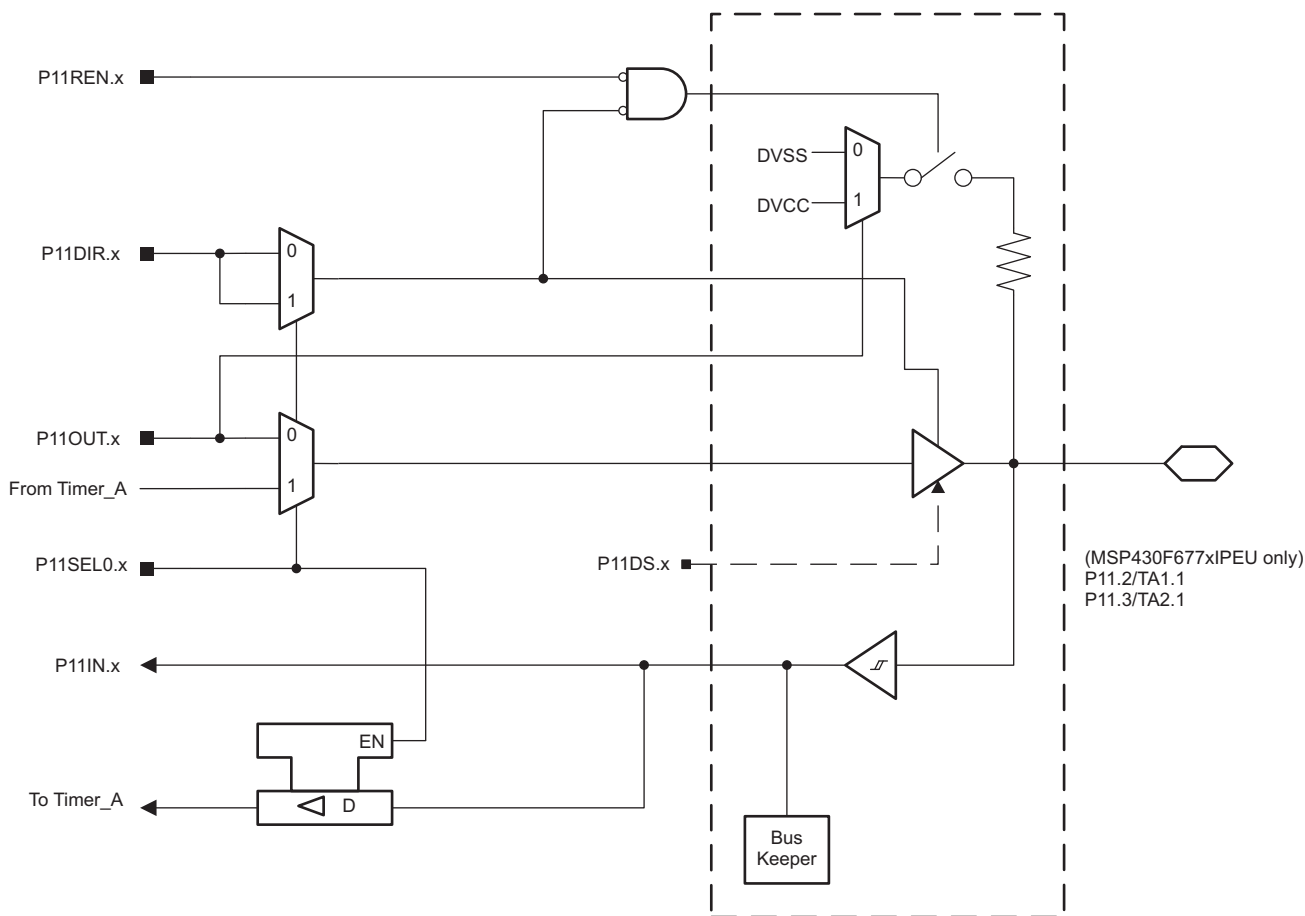 P11REN.x
DVSS
0
DVCC
1
P11DIR.x
0
1
P11OUT.x
0
From Timer_A
1
P11SEL0.x
P11DS.x
(MSP430F677xIPEU only)
P11.2/TA1.1
P11.3/TA2.1
P11IN.x
EN
To Timer_A
D
Bus
Keeper